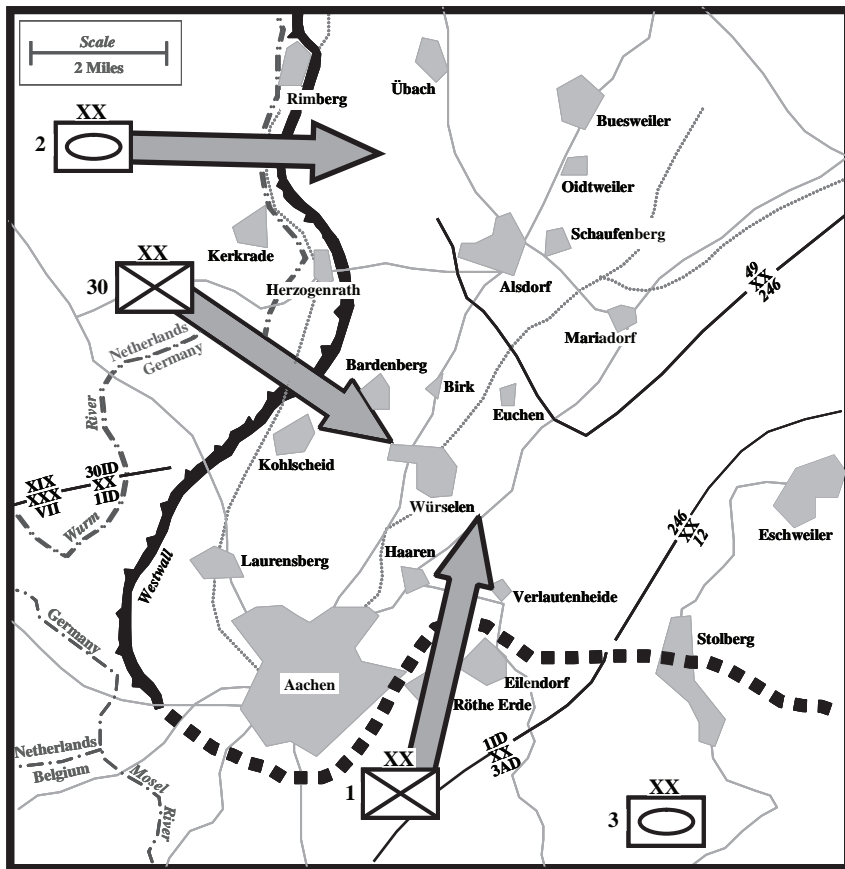 Scale
2 Miles
Rimberg
Übach
Buesweiler
XX
2
Oidtweiler
Schaufenberg
Kerkrade
XX
30
Herzogenrath
Alsdorf
49
XX
246
Mariadorf
Netherlands
Germany
Bardenberg
Birk
Euchen
River
Kohlscheid
XIX
XXX
VII
30ID
XX
1ID
Würselen
Wurm
246
XX
12
Eschweiler
Westwall
Laurensberg
Haaren
Verlautenheide
Germany
Stolberg
Aachen
Eilendorf
Röthe Erde
Netherlands
Belgium
Mosel
River
1ID
XX
3AD
XX
1
XX
3